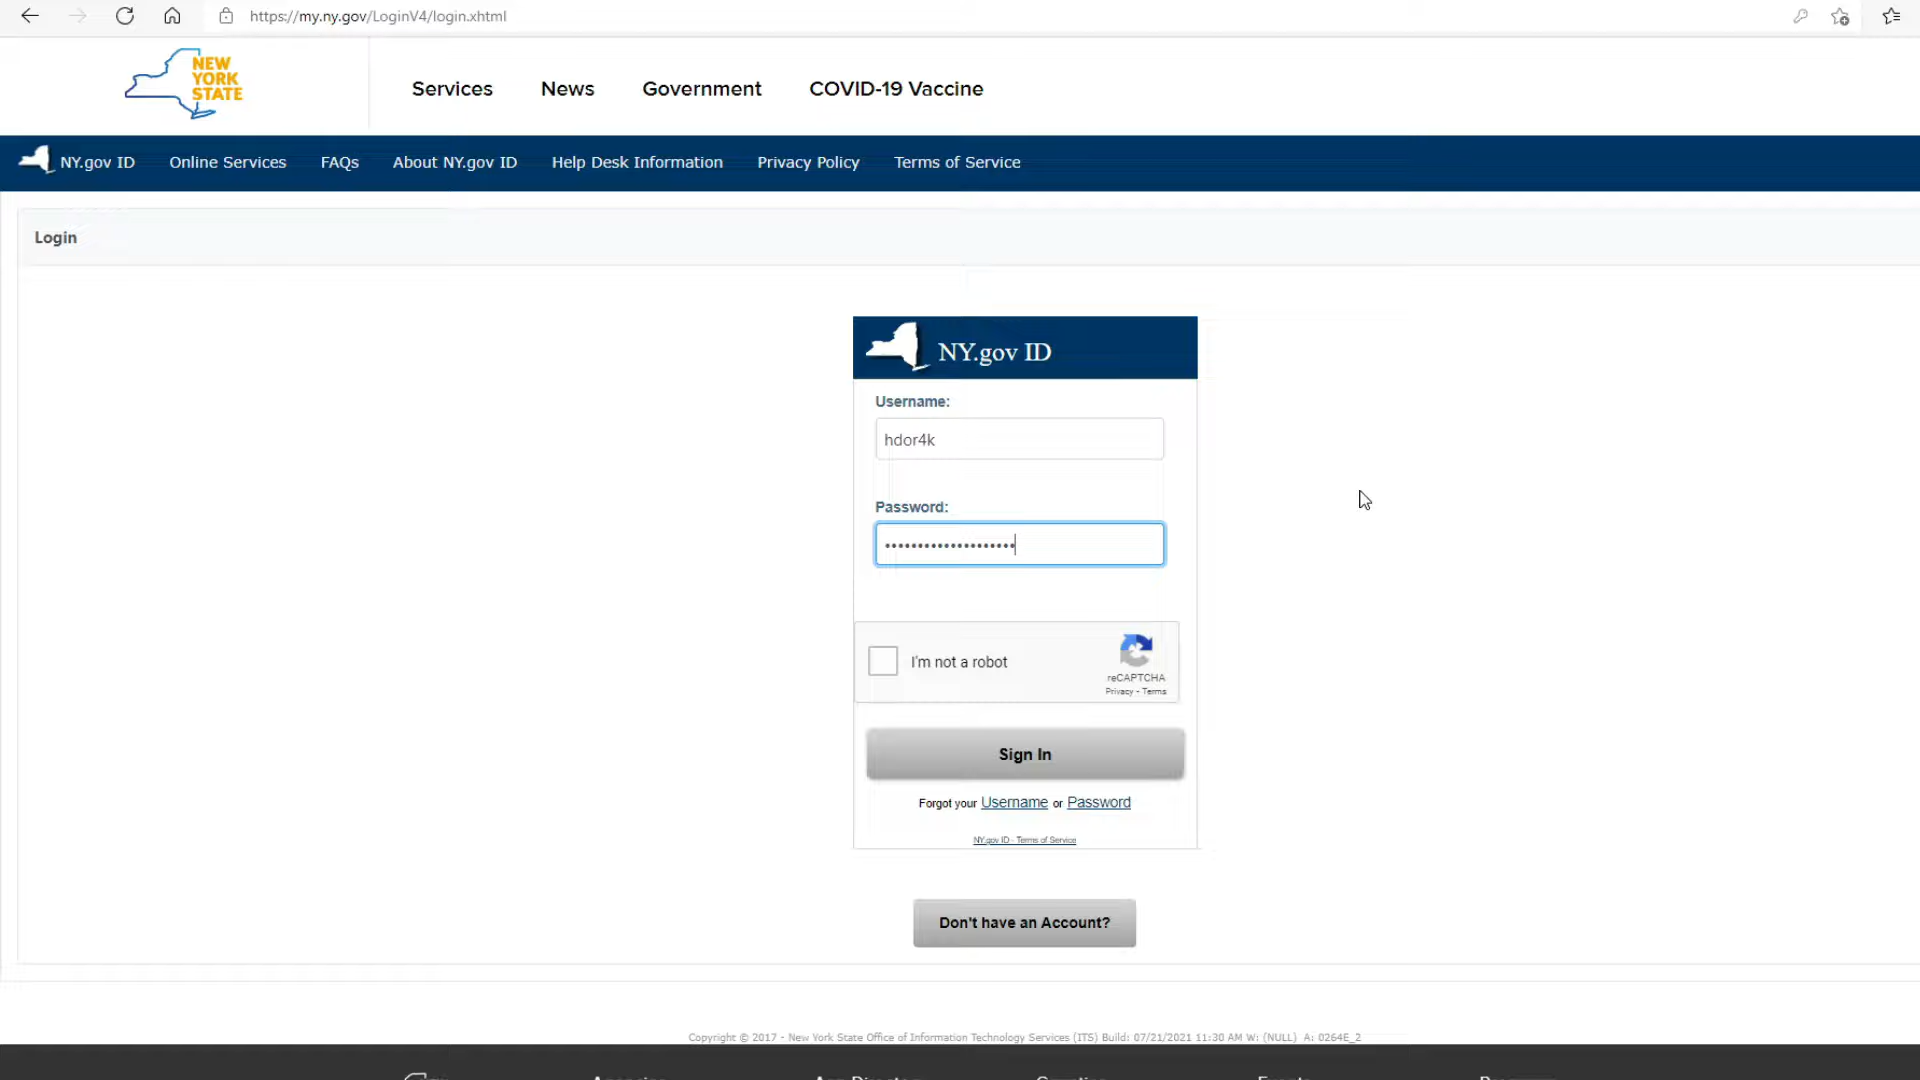 https://my.ny.gov/LoginV4/login.xhtml
NEW
YORK
STATE
Services News Government COVID-19 Vaccine
NY.gov ID Online Services FAQs About NY.gov ID Help Desk Information Privacy Policy Terms of Service
Login
NY.gov ID
Username:
hdor4k
Password:
••••••••••••••••••••
I'm not a robot
reCAPTCHA
Privacy - Terms
Sign In
Forgot your Username or Password
NY.gov ID - Terms of Service
Don't have an Account?
Copyright © 2017 - New York State Office of Information Technology Services (ITS) Build: 07/21/2021 11:30 AM W: (NULL) A: 0264E_2